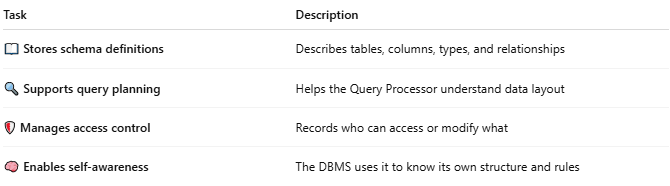 Task Description
📖 Stores schema definitions Describes tables, columns, types, and relationships
🔍 Supports query planning Helps the Query Processor understand data layout
🛡️ Manages access control Records who can access or modify what
🧠 Enables self-awareness The DBMS uses it to know its own structure and rules